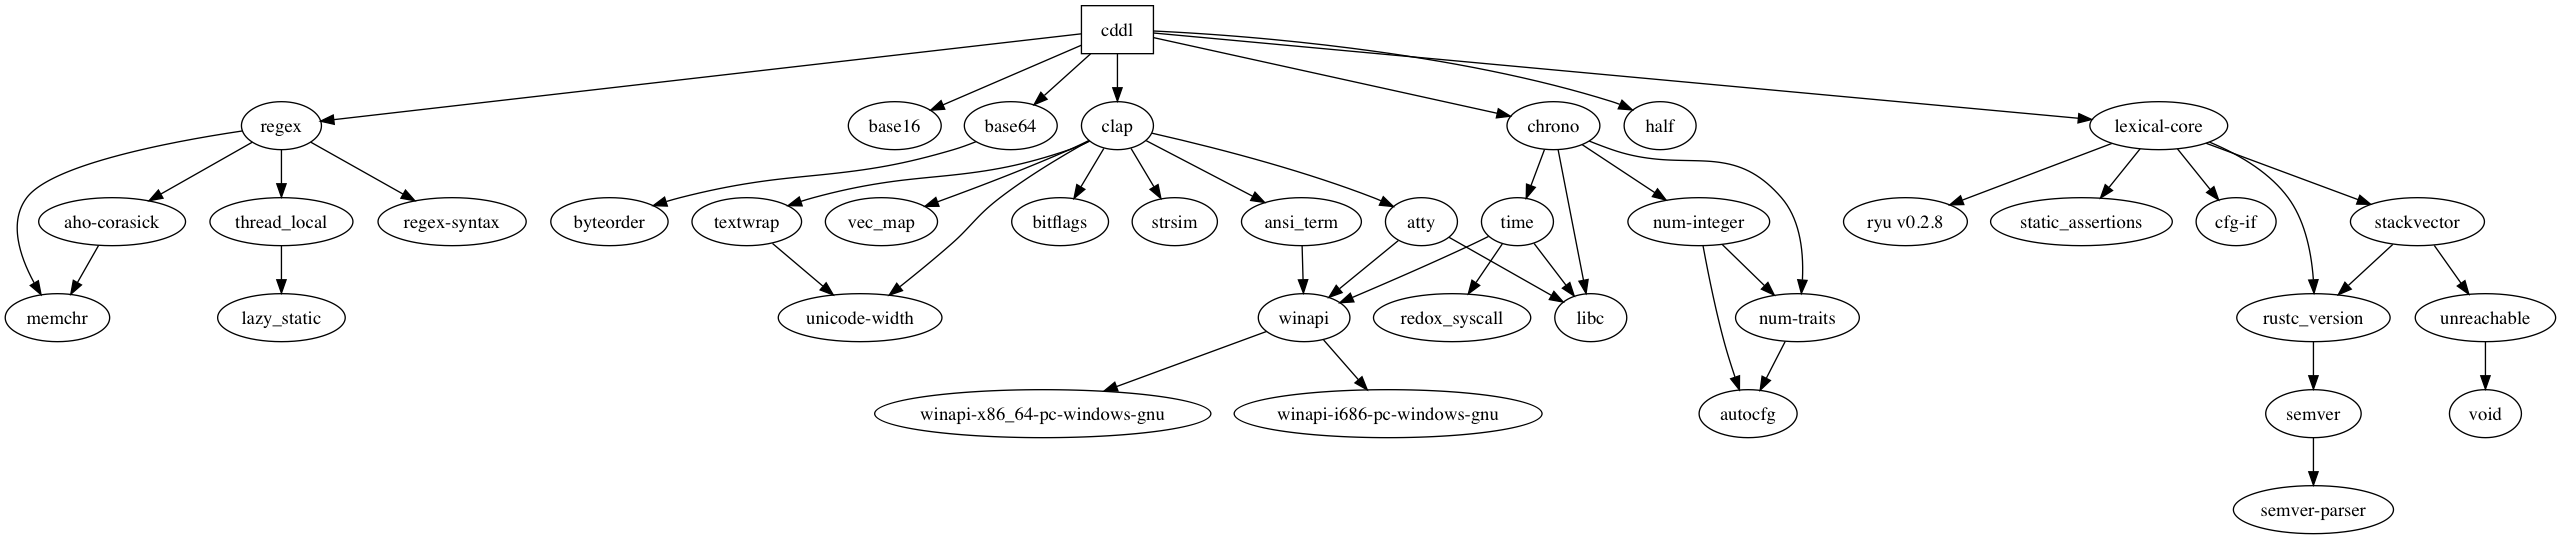 cddl
regex
base16
base64
clap
chrono
half
lexical-core
aho-corasick
thread_local
regex-syntax
byteorder
textwrap
vec_map
bitflags
strsim
ansi_term
atty
time
num-integer
ryu v0.2.8
static_assertions
cfg-if
stackvector
memchr
lazy_static
unicode-width
winapi
redox_syscall
libc
num-traits
rustc_version
unreachable
winapi-x86_64-pc-windows-gnu
winapi-i686-pc-windows-gnu
autocfg
semver
void
semver-parser